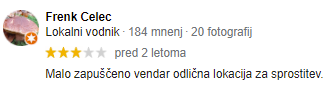 Frenk Celec
Lokalni vodnik · 184 mnenj · 20 fotografij
pred 2 letoma
Malo zapuščeno vendar odlična lokacija za sprostitev.